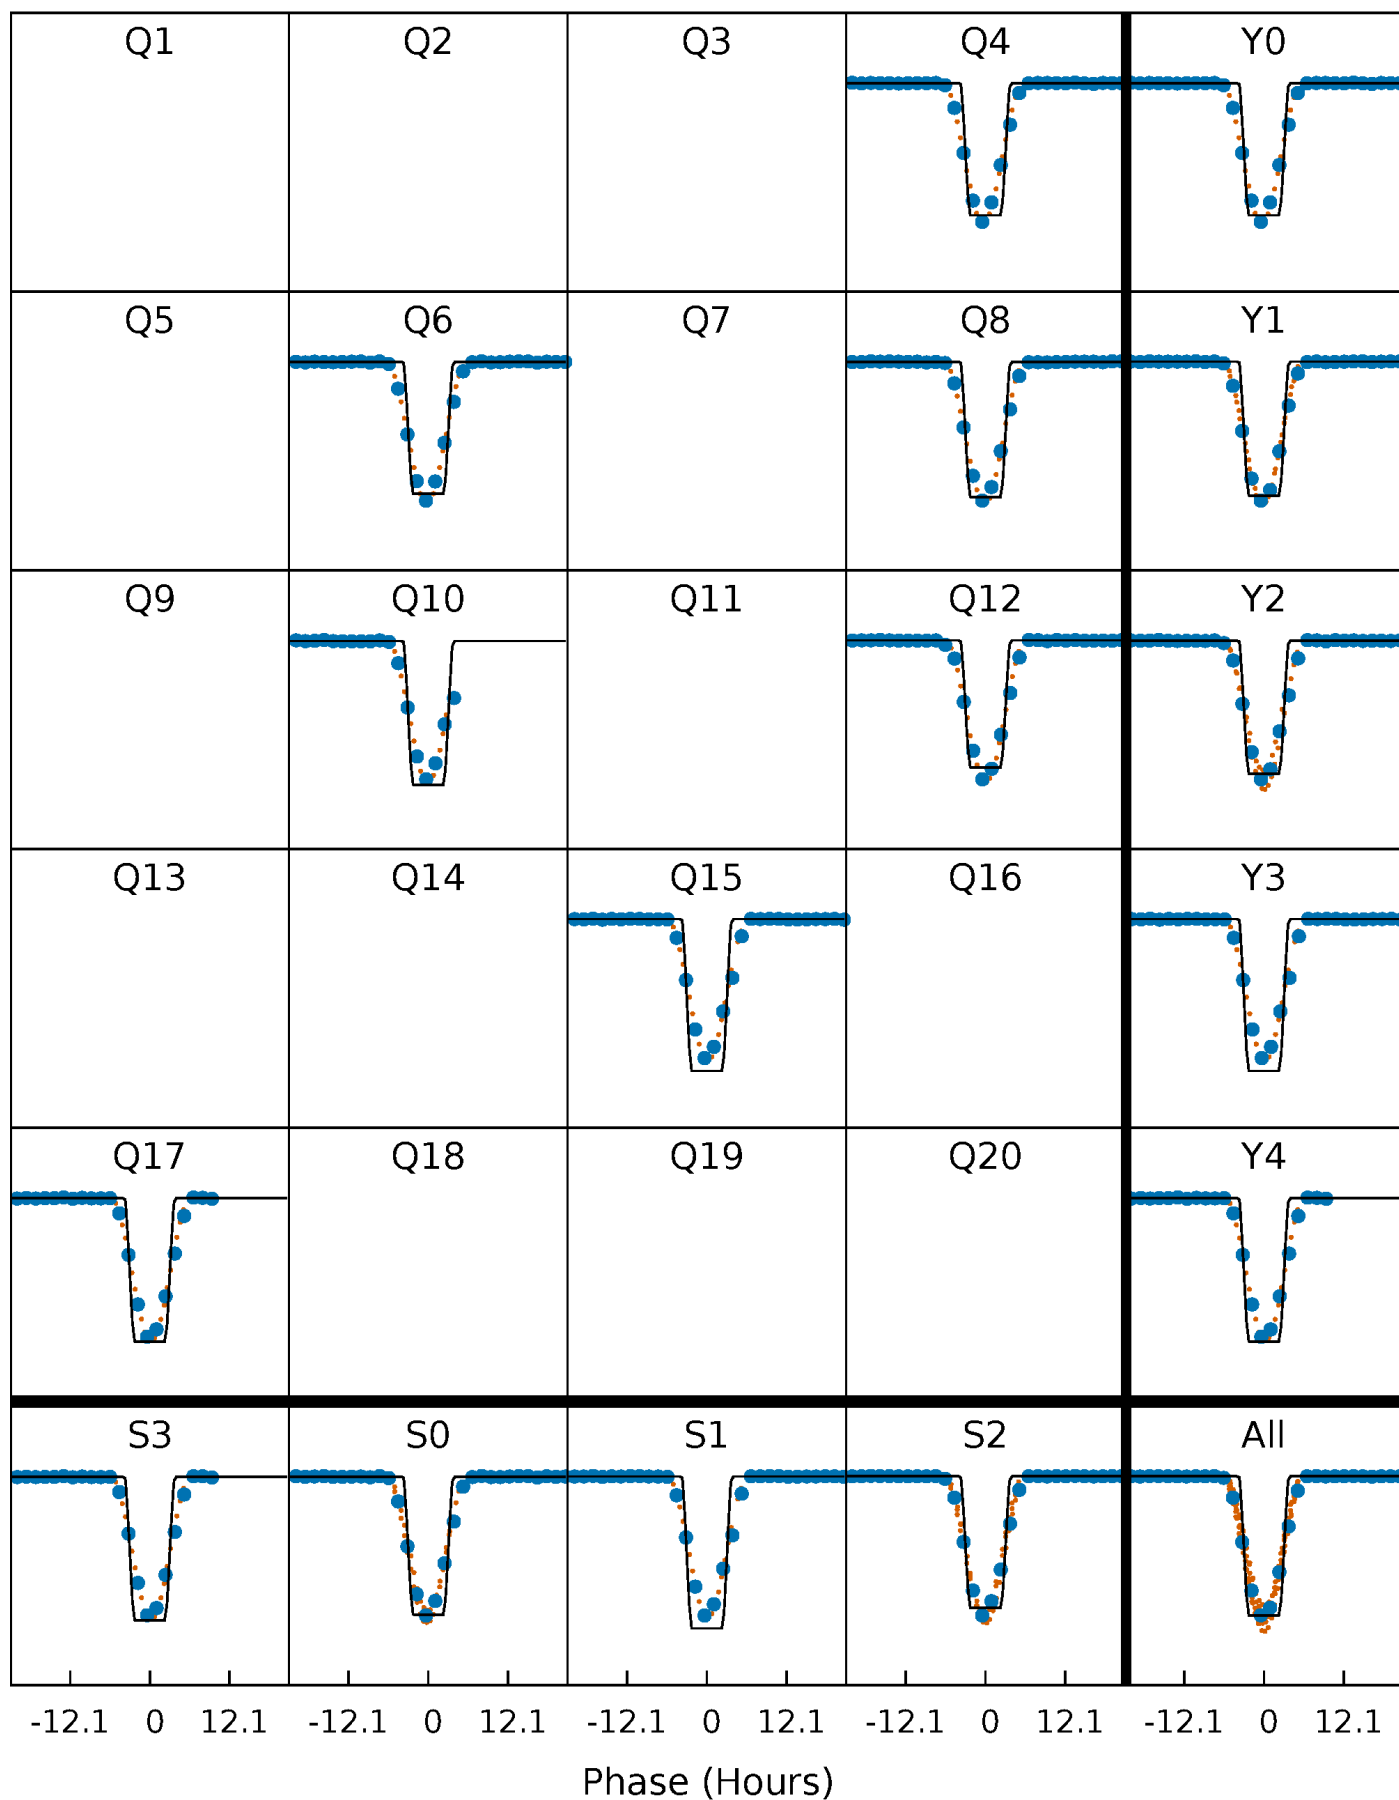 Q1 Q2 Q3 Q4 Y0
Q5 Q6 Q7 Q8 Y1
Q9 Q10 Q11 Q12 Y2
Q13 Q14 Q15 Q16 Y3
Q17 Q18 Q19 Q20 Y4
S3 S0 S1 S2 All
-12.1 0 12.1 -12.1 0 12.1 -12.1 0 12.1 -12.1 0 12.1 -12.1 0 12.1
Phase (Hours)